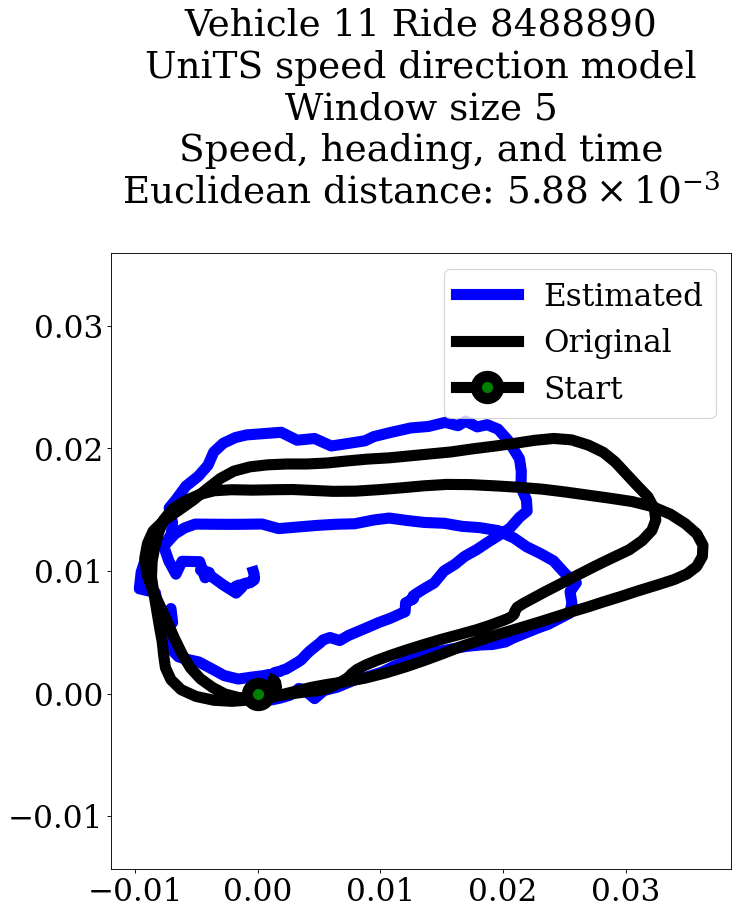 Vehicle 11 Ride 8488890
UniTS speed direction model
Window size 5
Speed, heading, and time
Euclidean distance: 5.88 × 10⁻³
Estimated
Original
Start
0.03
0.02
0.01
0.00
−0.01
−0.01 0.00 0.01 0.02 0.03